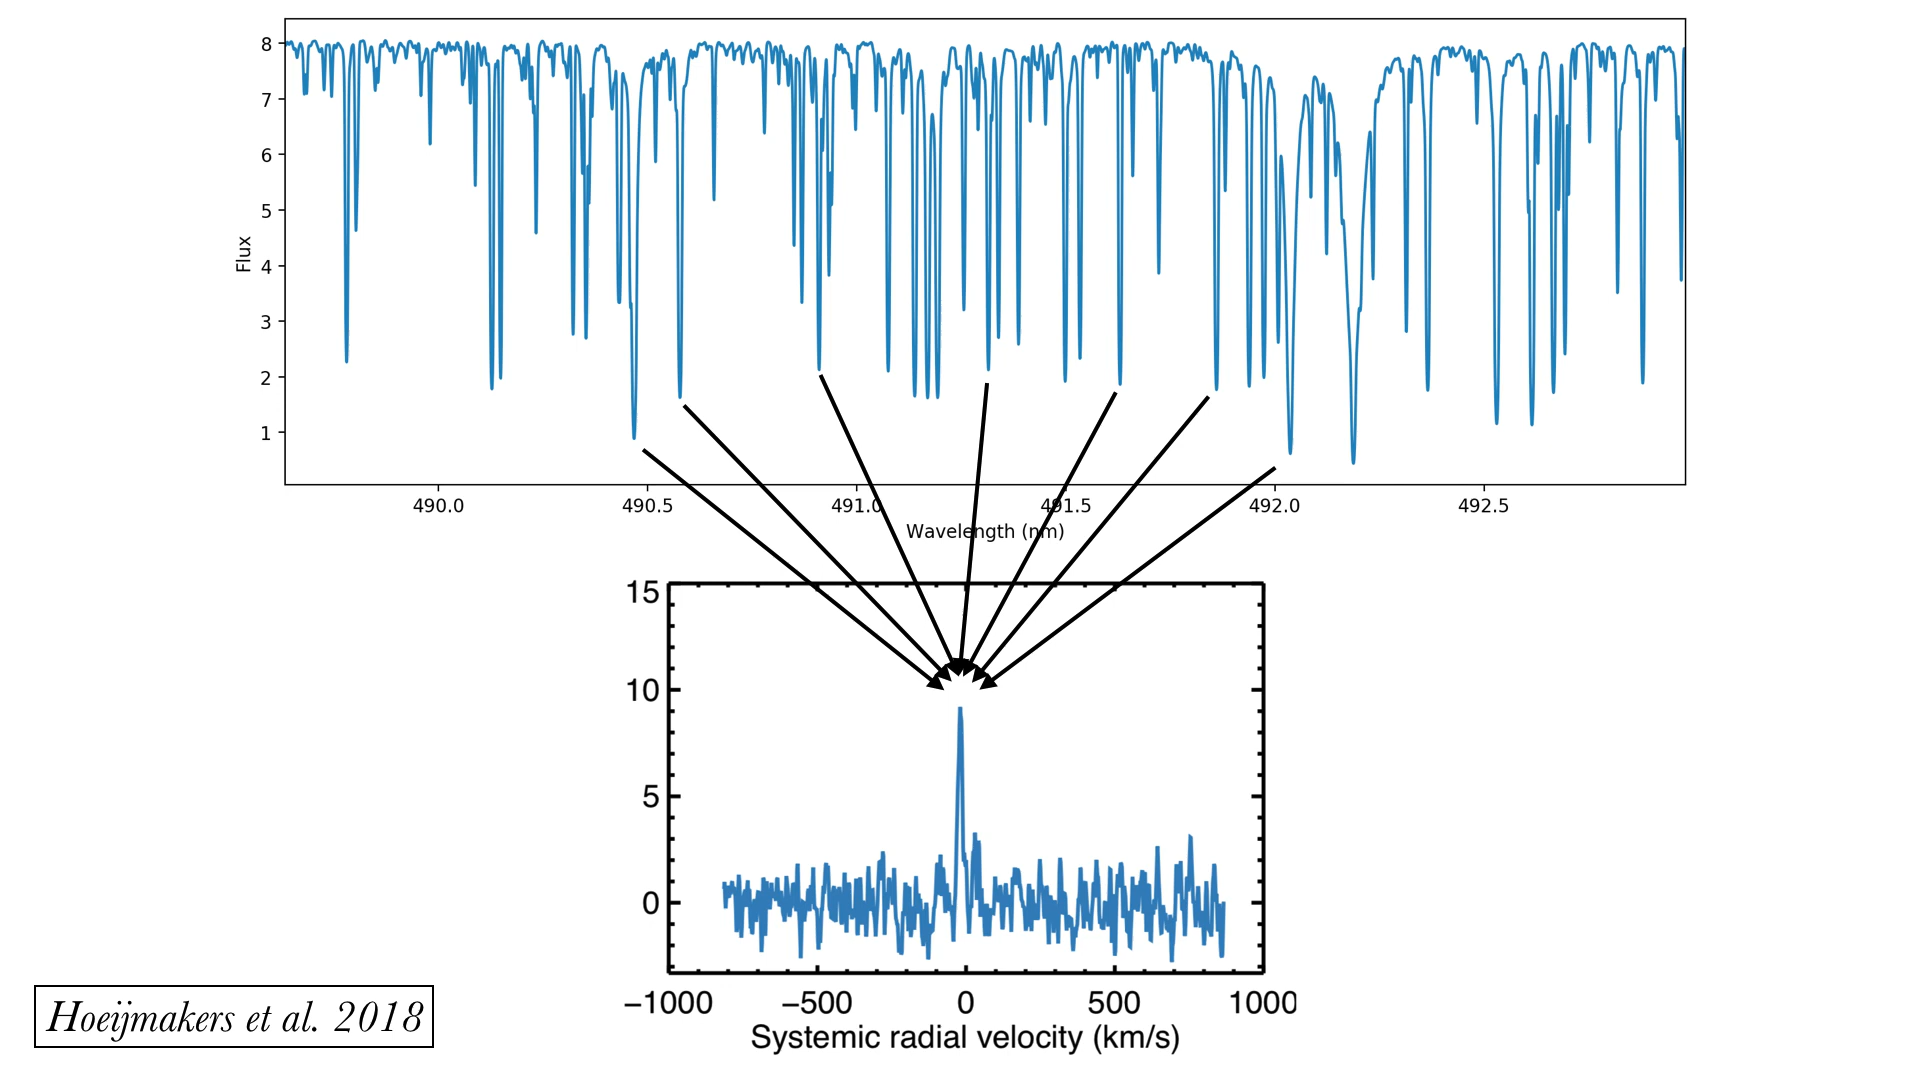 8
7
6
5
4
3
2
1
Flux
490.0 490.5 491.0 491.5 492.0 492.5
Wavelength (nm)
15
10
5
0
−1000 −500 0 500 1000
Systemic radial velocity (km/s)
Hoeijmakers et al. 2018